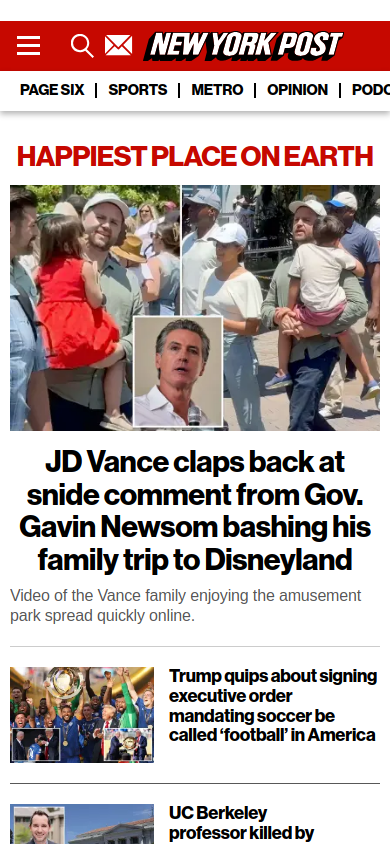 NEW YORK POST
PAGE SIX | SPORTS | METRO | OPINION | PODC
HAPPIEST PLACE ON EARTH
JD Vance claps back at
snide comment from Gov.
Gavin Newsom bashing his
family trip to Disneyland
Video of the Vance family enjoying the amusement
park spread quickly online.
Trump quips about signing
executive order
mandating soccer be
called ‘football’ in America
UC Berkeley
professor killed by